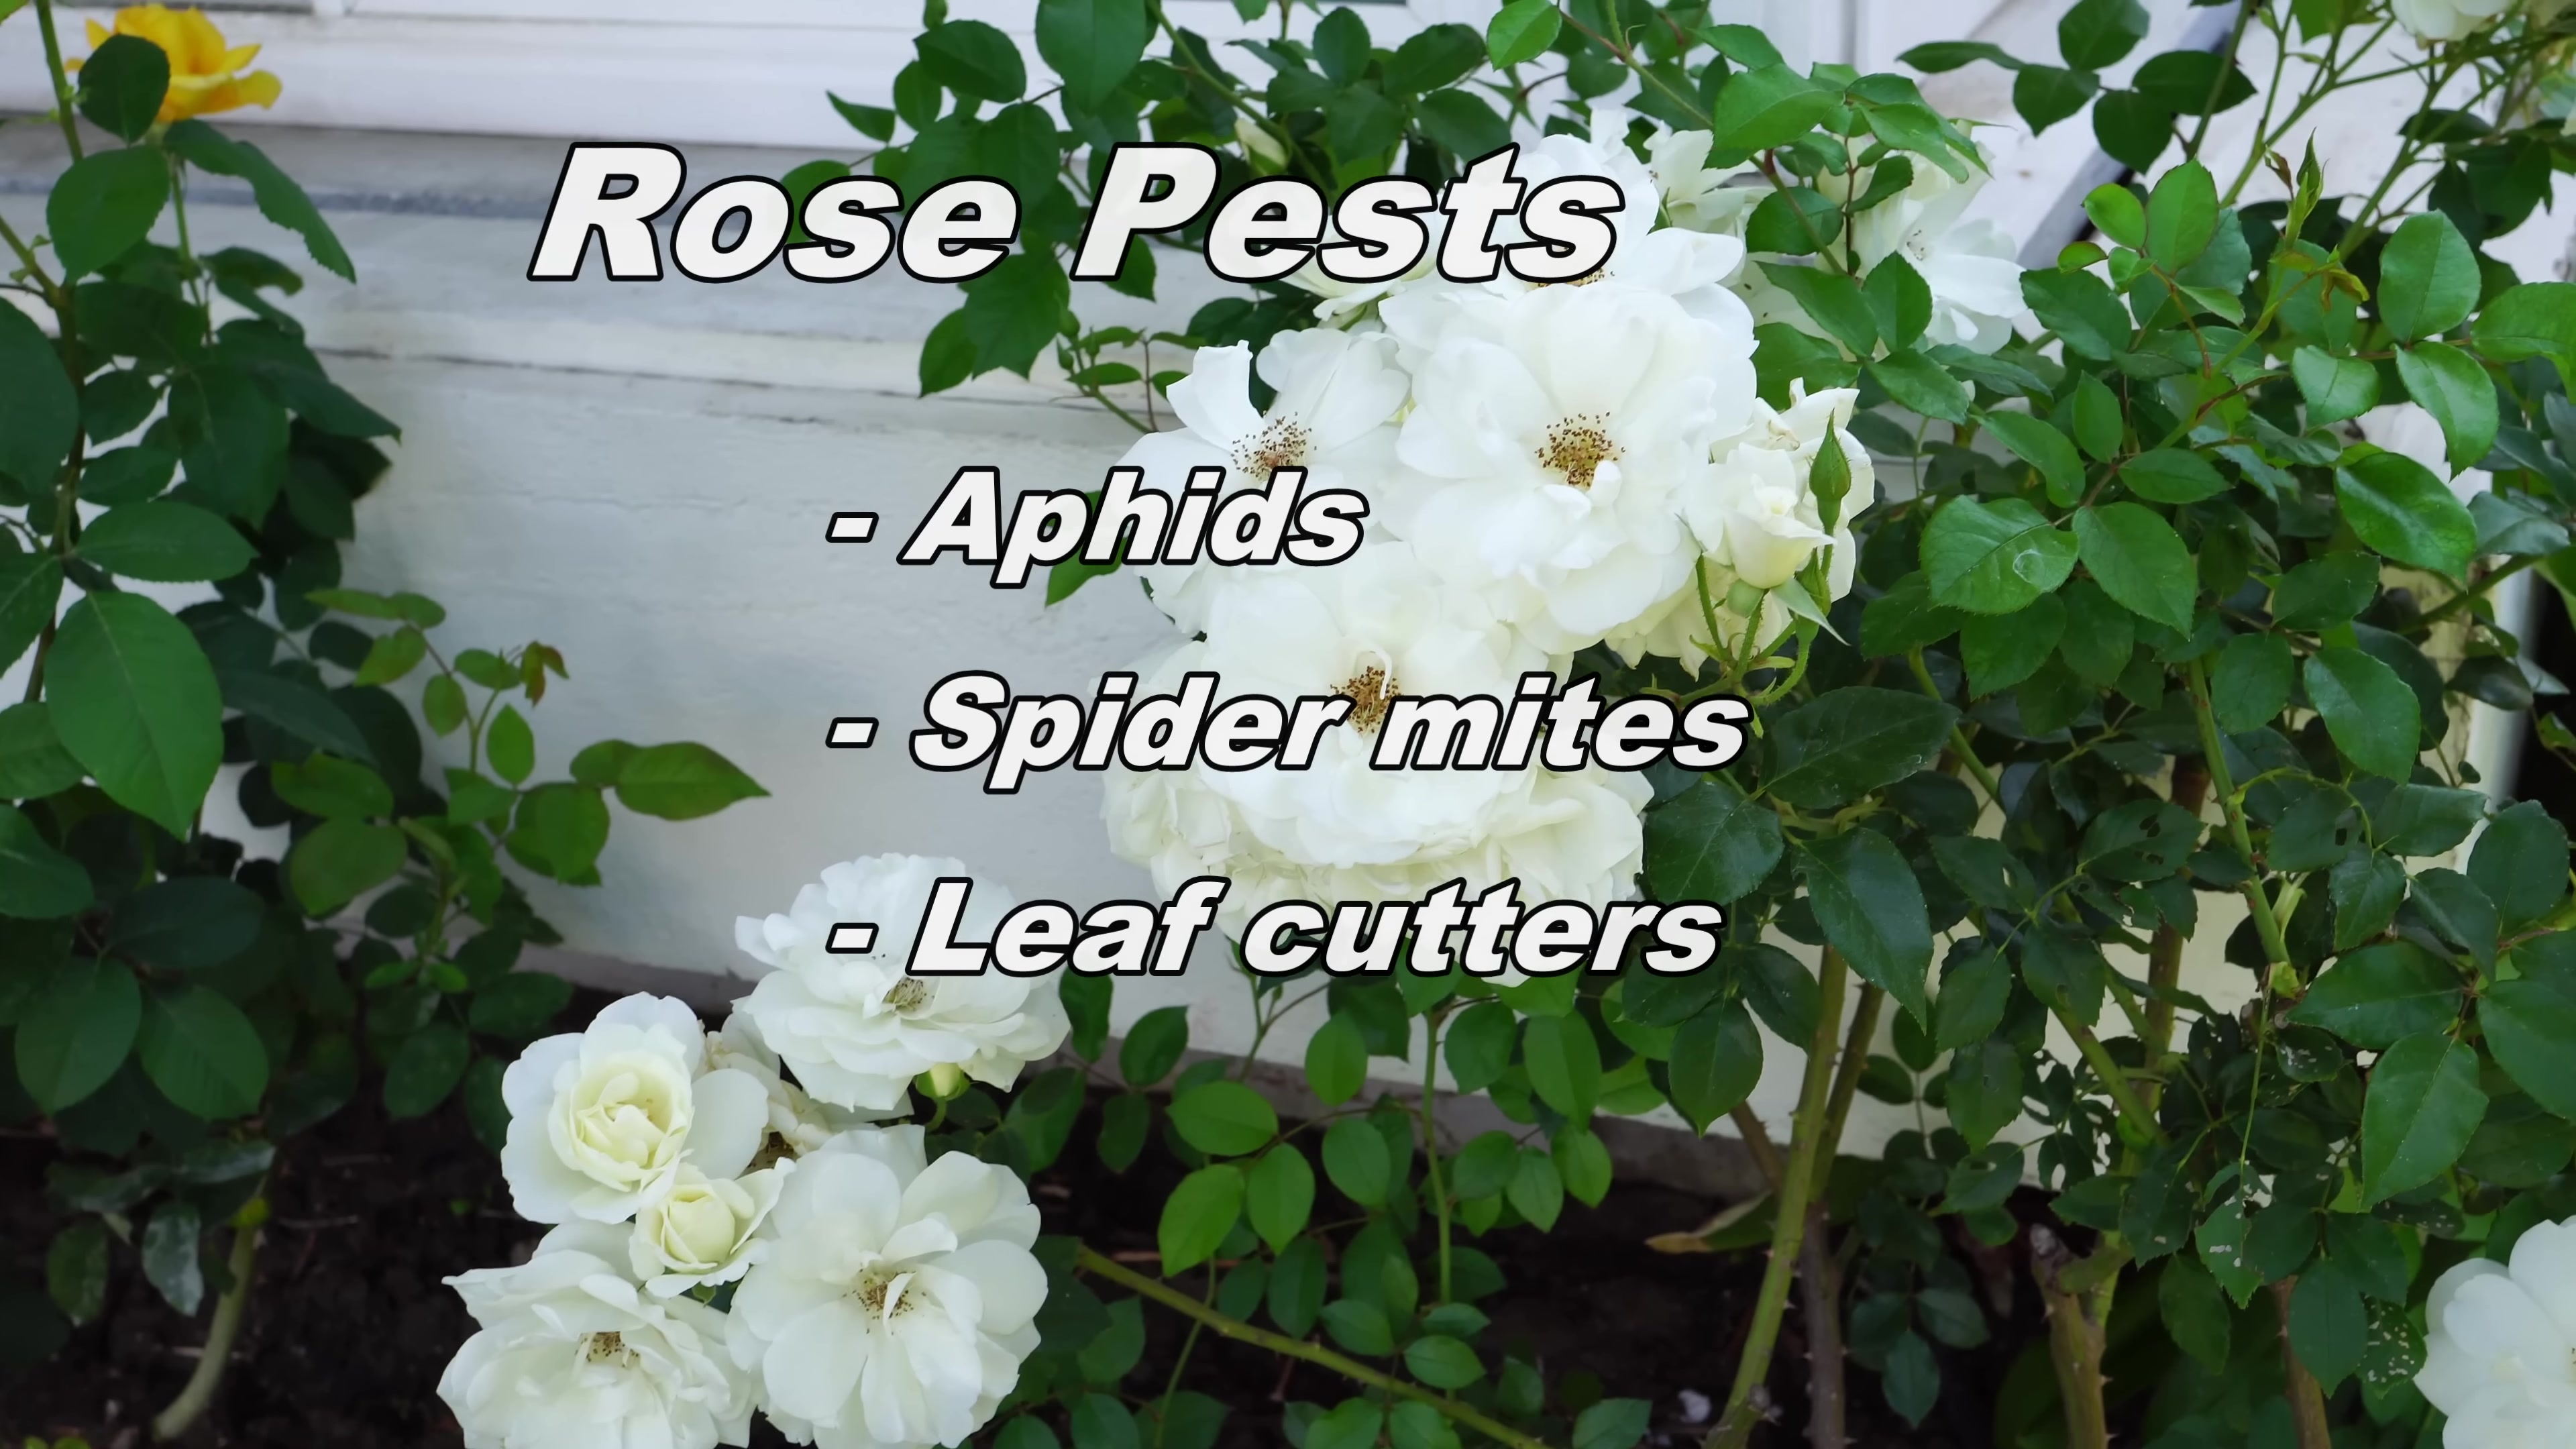 Rose Pests
- Aphids
- Spider mites
- Leaf cutters